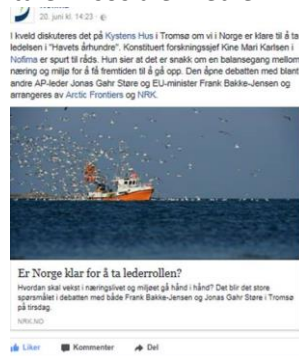 20. juni kl. 14:23 ·
I kveld diskuteres det på Kystens Hus i Tromsø om vi i Norge er klare til å ta
ledelsen i "Havets århundre". Konstituert forskningssjef Kine Mari Karlsen i
Nofima er spurt til råds. Hun sier at det er snakk om en balansegang mellom
næring og miljø for å få fremtiden til å gå opp. Den åpne debatten med blant
andre AP-leder Jonas Gahr Støre og EU-minister Frank Bakke-Jensen og
arrangeres av Arctic Frontiers og NRK.
Er Norge klar for å ta lederrollen?
Hvordan skal vekst i næringslivet og miljøet gå hånd i hånd? Det blir det store
spørsmålet i debatten med både Frank Bakke-Jensen og Jonas Gahr Støre i Tromsø
på tirsdag.
NRK.NO
Liker Kommenter Del